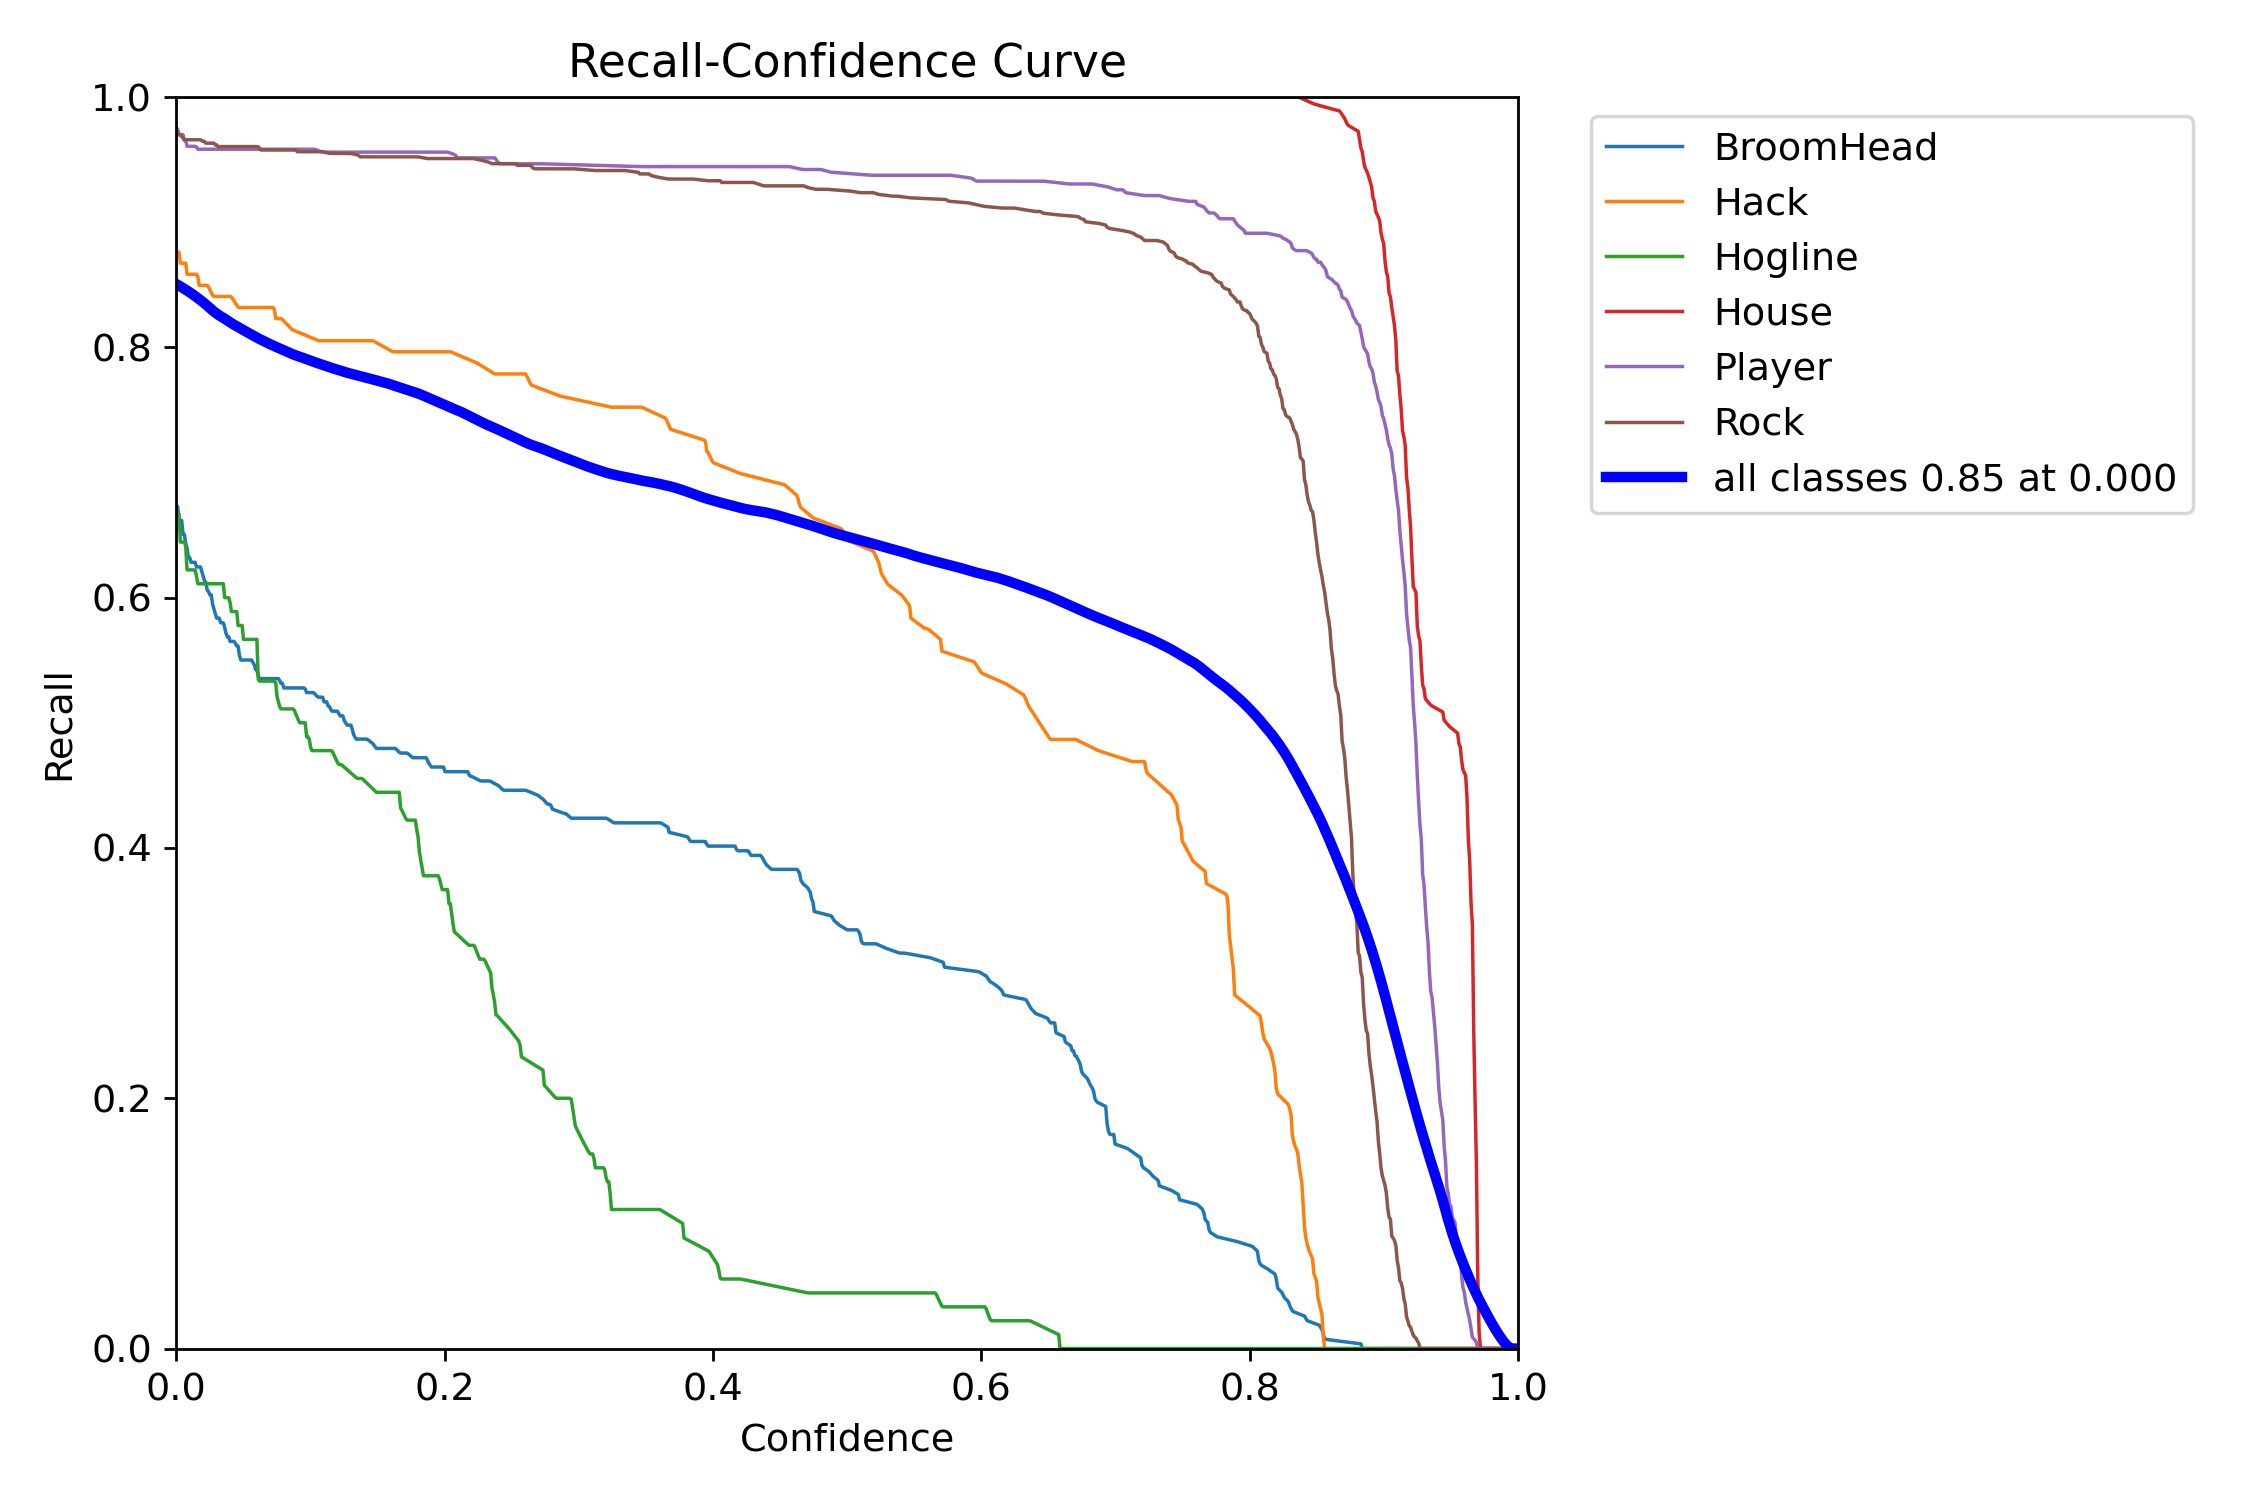 Recall-Confidence Curve
1.0
0.8
0.6
0.4
0.2
0.0
Recall
0.0 0.2 0.4 0.6 0.8 1.0
Confidence
BroomHead
Hack
Hogline
House
Player
Rock
all classes 0.85 at 0.000